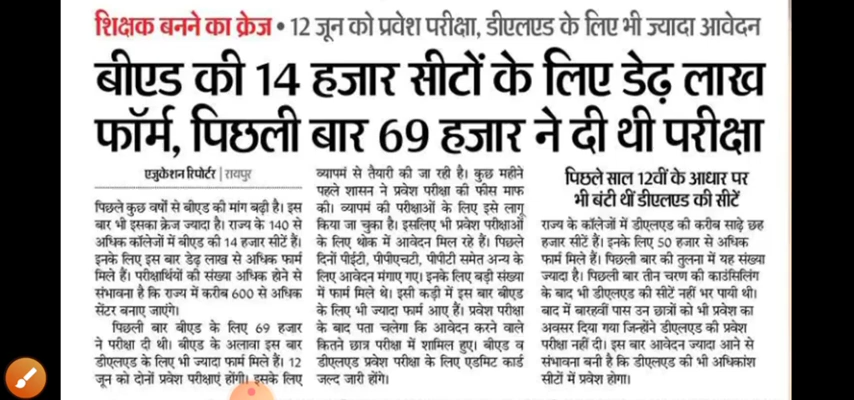 शिक्षक बनने का क्रेज • 12 जून को प्रवेश परीक्षा, डीएलएड के लिए भी ज्यादा आवेदन
बीएड की 14 हजार सीटों के लिए डेढ़ लाख
फॉर्म, पिछली बार 69 हजार ने दी थी परीक्षा
एजुकेशन रिपोर्टर | रायपुर
पिछले कुछ वर्षों से बीएड की मांग बढ़ी है। इस
बार भी इसका क्रेज ज्यादा है। राज्य के 140 से
अधिक कॉलेजों में बीएड की 14 हजार सीटें हैं।
इनके लिए इस बार डेढ़ लाख से अधिक फार्म
मिले हैं। परीक्षार्थियों की संख्या अधिक होने से
संभावना है कि राज्य में करीब 600 से अधिक
सेंटर बनाए जाएंगे।
पिछली बार बीएड के लिए 69 हजार
ने परीक्षा दी थी। बीएड के अलावा इस बार
डीएलएड के लिए भी ज्यादा फार्म मिले हैं। 12
जून को दोनों प्रवेश परीक्षाएं होंगी। इसके लिए
व्यापमं से तैयारी की जा रही है। कुछ महीने
पहले शासन ने प्रवेश परीक्षा की फीस माफ
की। व्यापमं की परीक्षाओं के लिए इसे लागू
किया जा चुका है। इसलिए भी प्रवेश परीक्षाओं
के लिए थोक में आवेदन मिल रहे हैं। पिछले
दिनों पीईटी, पीपीएचटी, पीपीटी समेत अन्य के
लिए आवेदन मंगाए गए। इनके लिए बड़ी संख्या
में फार्म मिले थे। इसी कड़ी में इस बार बीएड
के लिए भी ज्यादा फार्म आए हैं। प्रवेश परीक्षा
के बाद पता चलेगा कि आवेदन करने वाले
कितने छात्र परीक्षा में शामिल हुए। बीएड व
डीएलएड प्रवेश परीक्षा के लिए एडमिट कार्ड
जल्द जारी होंगे।
पिछले साल 12वीं के आधार पर
भी बंटी थीं डीएलएड की सीटें
राज्य के कॉलेजों में डीएलएड की करीब साढ़े छह
हजार सीटें हैं। इनके लिए 50 हजार से अधिक
फार्म मिले हैं। पिछली बार की तुलना में यह संख्या
ज्यादा है। पिछली बार तीन चरण की काउंसिलिंग
के बाद भी डीएलएड की सीटें नहीं भर पायी थी।
बाद में बारहवीं पास उन छात्रों को भी प्रवेश का
अवसर दिया गया जिन्होंने डीएलएड की प्रवेश
परीक्षा नहीं दी। इस बार आवेदन ज्यादा आने से
संभावना बनी है कि डीएलएड की भी अधिकांश
सीटों में प्रवेश होगा।